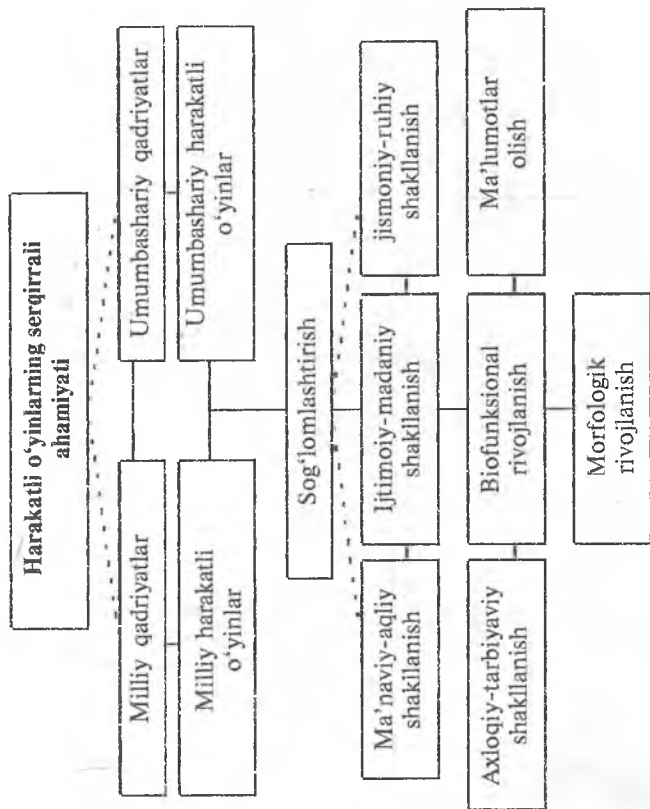 Harakatli o‘yinlarning serqirrali
ahamiyati
Milliy qadriyatlar
Umumbashariy qadriyatlar
Milliy harakatli
o‘yinlar
Umumbashariy harakatli
o‘yinlar
Sog‘lomlashtirish
Ma’naviy-aqliy
shakllanish
Ijtimoiy-madaniy
shakllanish
jismoniy-ruhiy
shakllanish
Axloqiy-tarbiyaviy
shakllanish
Biofunksional
rivojlanish
Ma’lumotlar
olish
Morfologik
rivojlanish